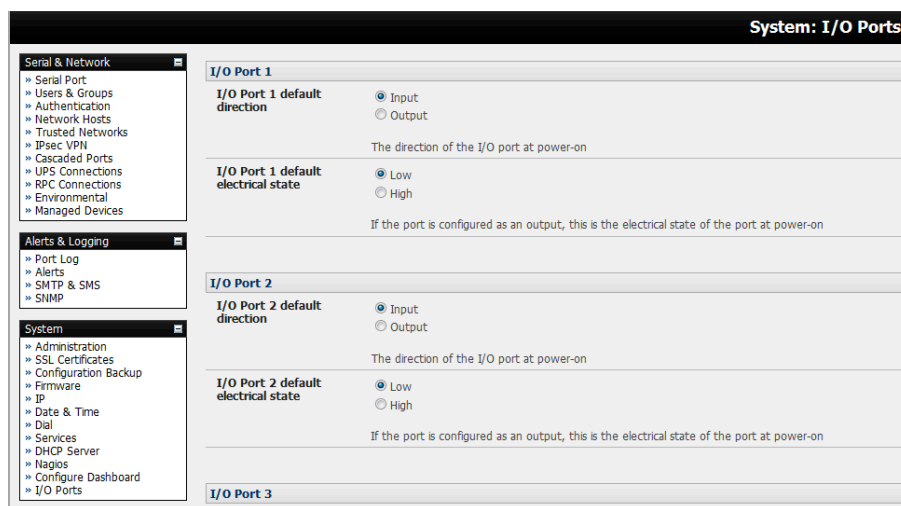 System: I/O Ports
Serial & Network
» Serial Port
» Users & Groups
» Authentication
» Network Hosts
» Trusted Networks
» IPsec VPN
» Cascaded Ports
» UPS Connections
» RPC Connections
» Environmental
» Managed Devices
Alerts & Logging
» Port Log
» Alerts
» SMTP & SMS
» SNMP
System
» Administration
» SSL Certificates
» Configuration Backup
» Firmware
» IP
» Date & Time
» Dial
» Services
» DHCP Server
» Nagios
» Configure Dashboard
» I/O Ports
I/O Port 1
I/O Port 1 default
direction
Input
Output
The direction of the I/O port at power-on
I/O Port 1 default
electrical state
Low
High
If the port is configured as an output, this is the electrical state of the port at power-on
I/O Port 2
I/O Port 2 default
direction
Input
Output
The direction of the I/O port at power-on
I/O Port 2 default
electrical state
Low
High
If the port is configured as an output, this is the electrical state of the port at power-on
I/O Port 3